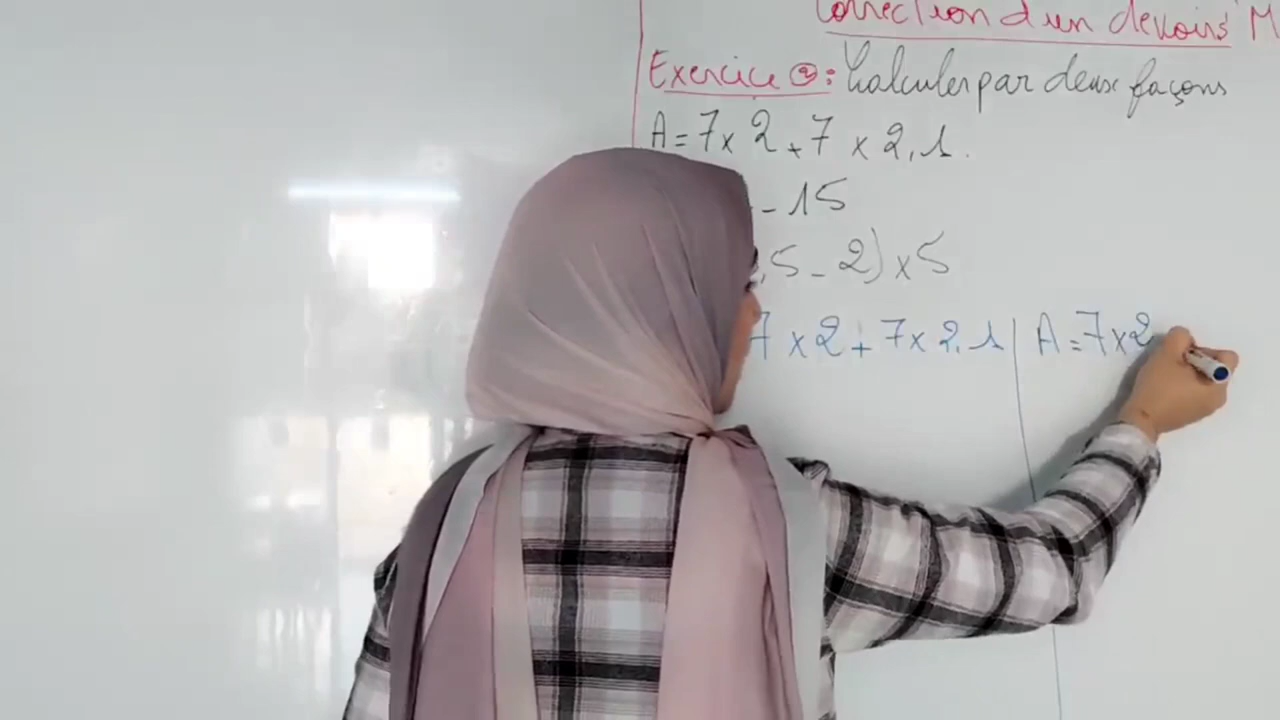 Correction d'un devoirs M
Exercice ②: Calculer par deux façons
A = 7 x 2 + 7 x 2,1.
- 15
,5 - 2) x 5
7 x 2 + 7 x 2,1 | A = 7 x 2